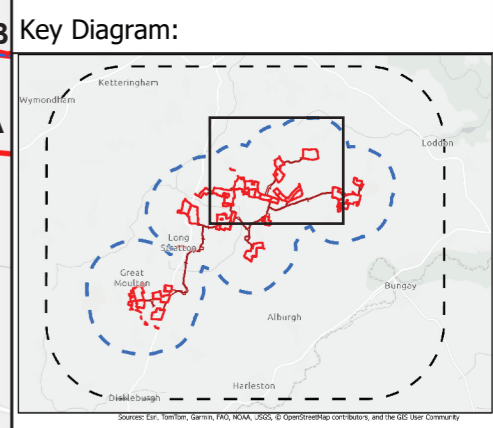 B
Key Diagram:
Ketteringham
Wymondham
A
Loddon
Long
Stratton
Great
Moulton
Bungay
Alburgh
Harleston
Dickleburgh
Sources: Esri, TomTom, Garmin, FAO, NOAA, USGS, © OpenStreetMap contributors, and the GIS User Community